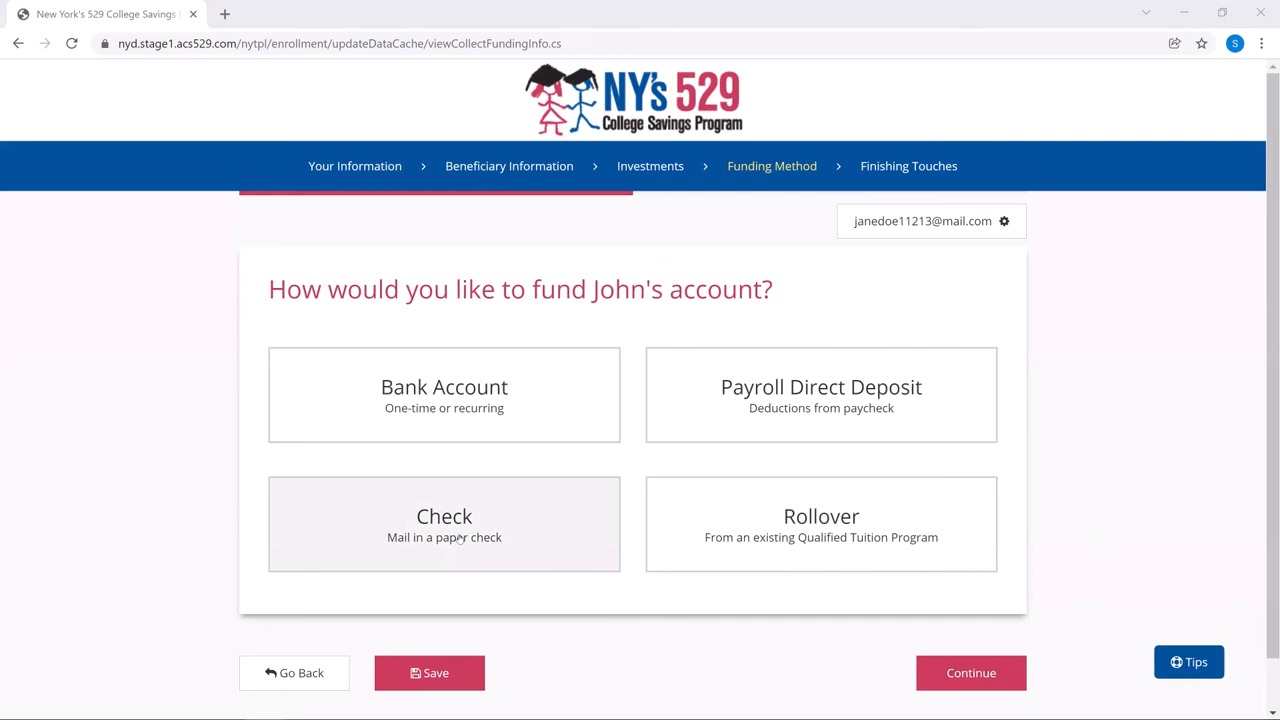 New York's 529 College Savings
nyd.stage1.acs529.com/nytpl/enrollment/updateDataCache/viewCollectFundingInfo.cs
S
NY's 529
College Savings Program
Your Information > Beneficiary Information > Investments > Funding Method > Finishing Touches
janedoe11213@mail.com
How would you like to fund John's account?
Bank Account
One-time or recurring
Payroll Direct Deposit
Deductions from paycheck
Check
Mail in a paper check
Rollover
From an existing Qualified Tuition Program
Go Back
Save
Continue
Tips